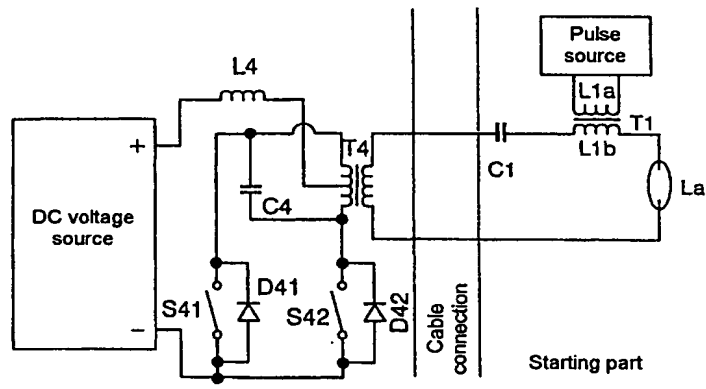 Pulse
source
L4
L1a
T1
L1b
+
T4
C1
C4
La
DC voltage
source
D41
S41
S42
D42
−
Cable
connection
Starting part